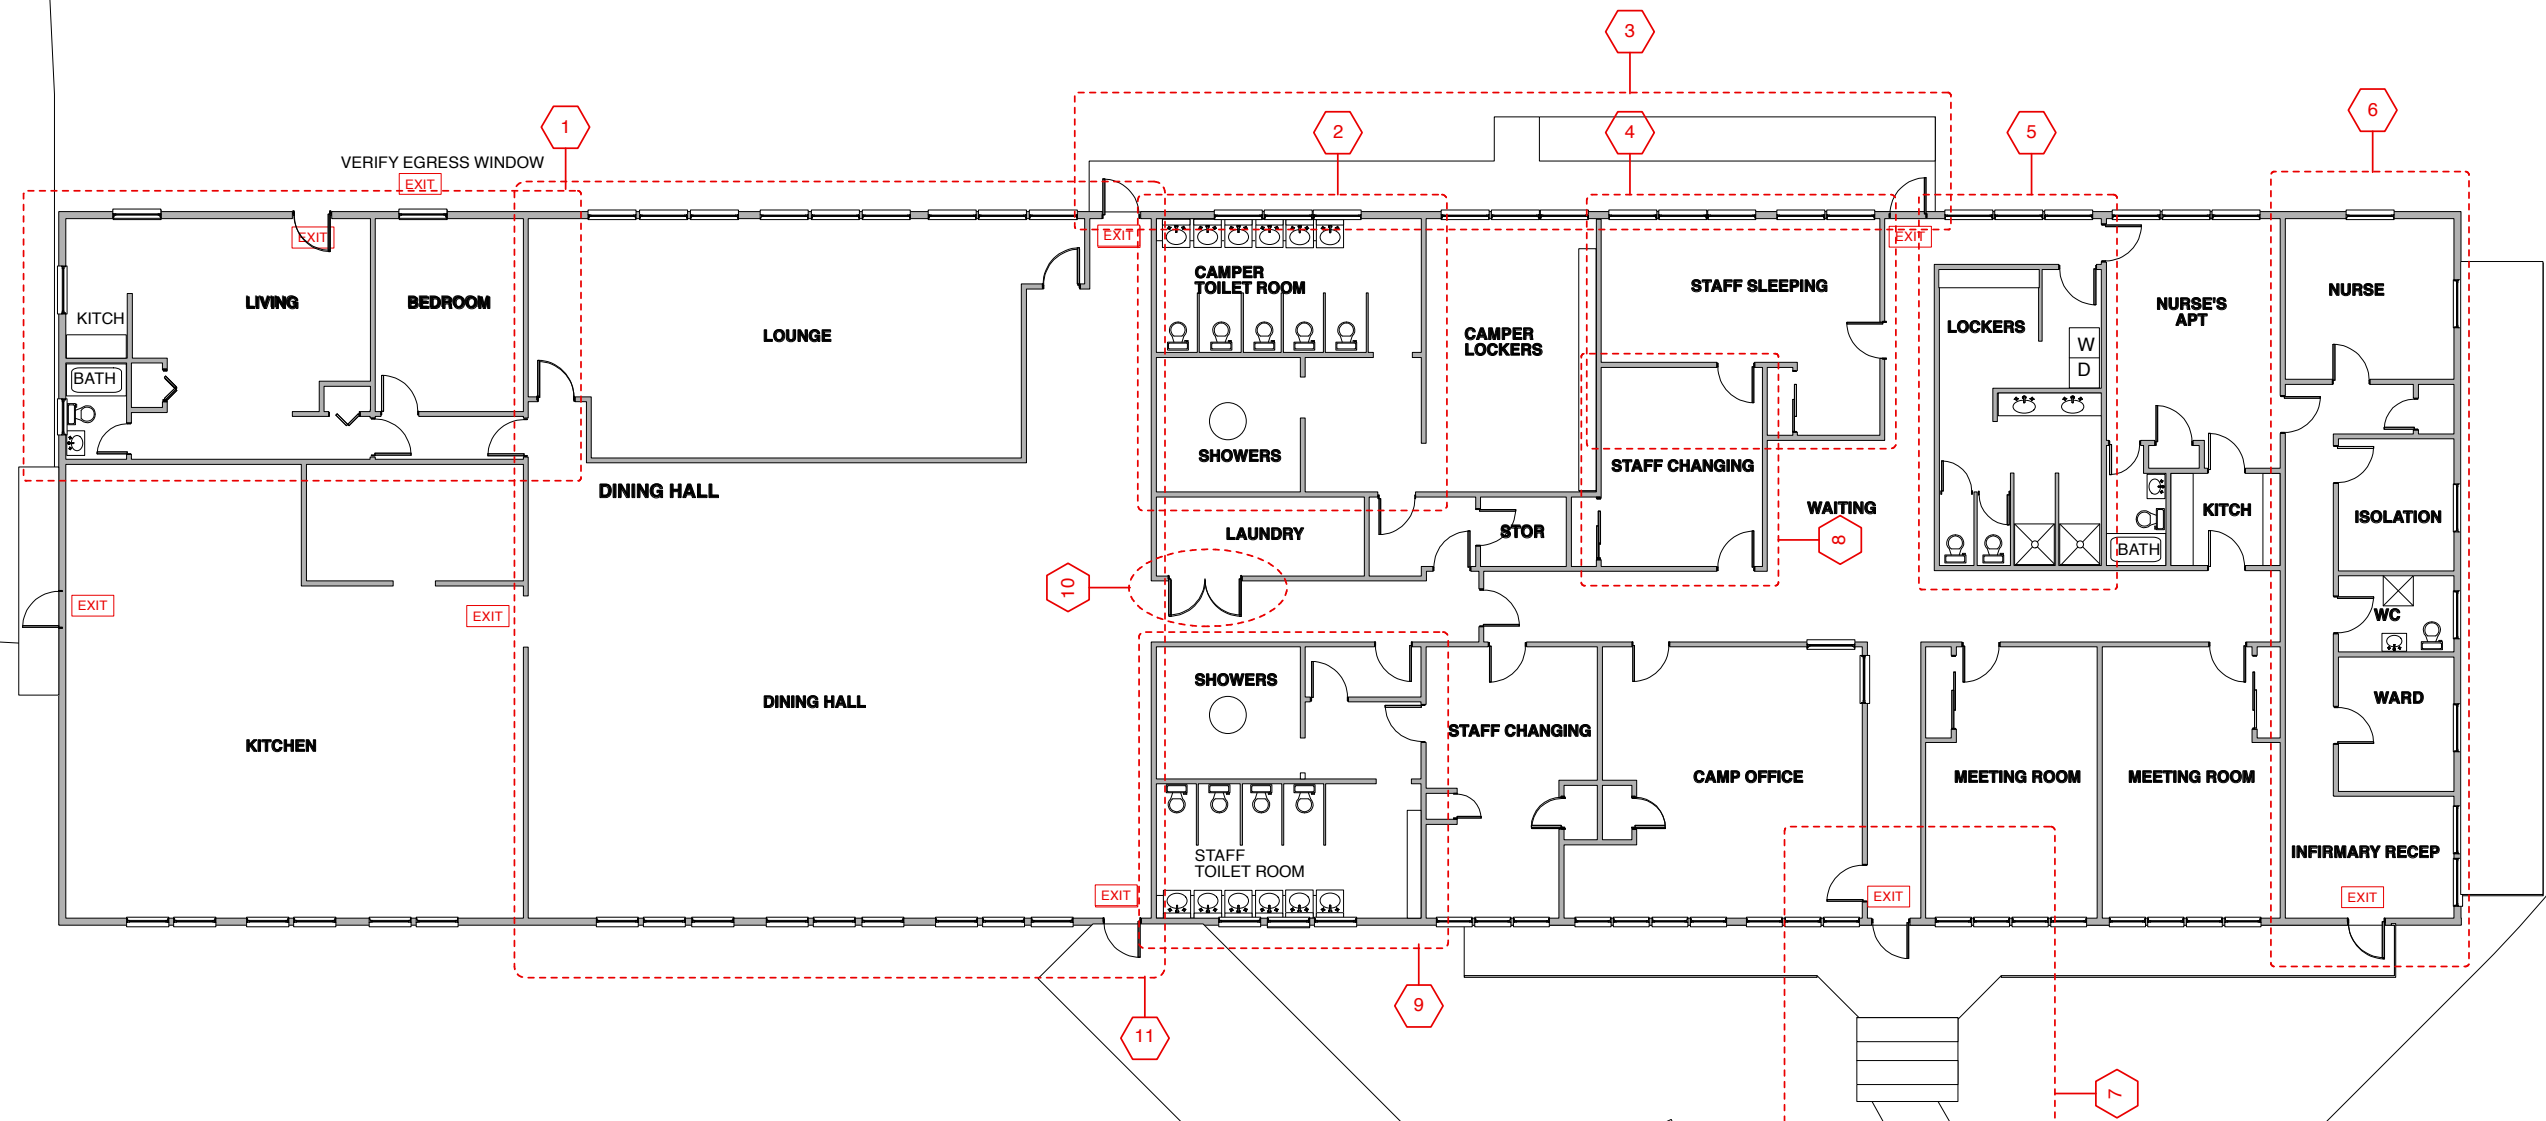 3
6
1
2
4
5
VERIFY EGRESS WINDOW
EXIT
EXIT
EXIT
EXIT
CAMPER
TOILET ROOM
STAFF SLEEPING
NURSE
LIVING
BEDROOM
NURSE'S
APT
KITCH
LOCKERS
LOUNGE
CAMPER
LOCKERS
W
D
BATH
SHOWERS
STAFF CHANGING
DINING HALL
WAITING
KITCH
ISOLATION
LAUNDRY
STOR
8
BATH
10
EXIT
EXIT
WC
SHOWERS
WARD
DINING HALL
STAFF CHANGING
KITCHEN
CAMP OFFICE
MEETING ROOM
MEETING ROOM
STAFF
TOILET ROOM
INFIRMARY RECEP
EXIT
EXIT
EXIT
9
11
7